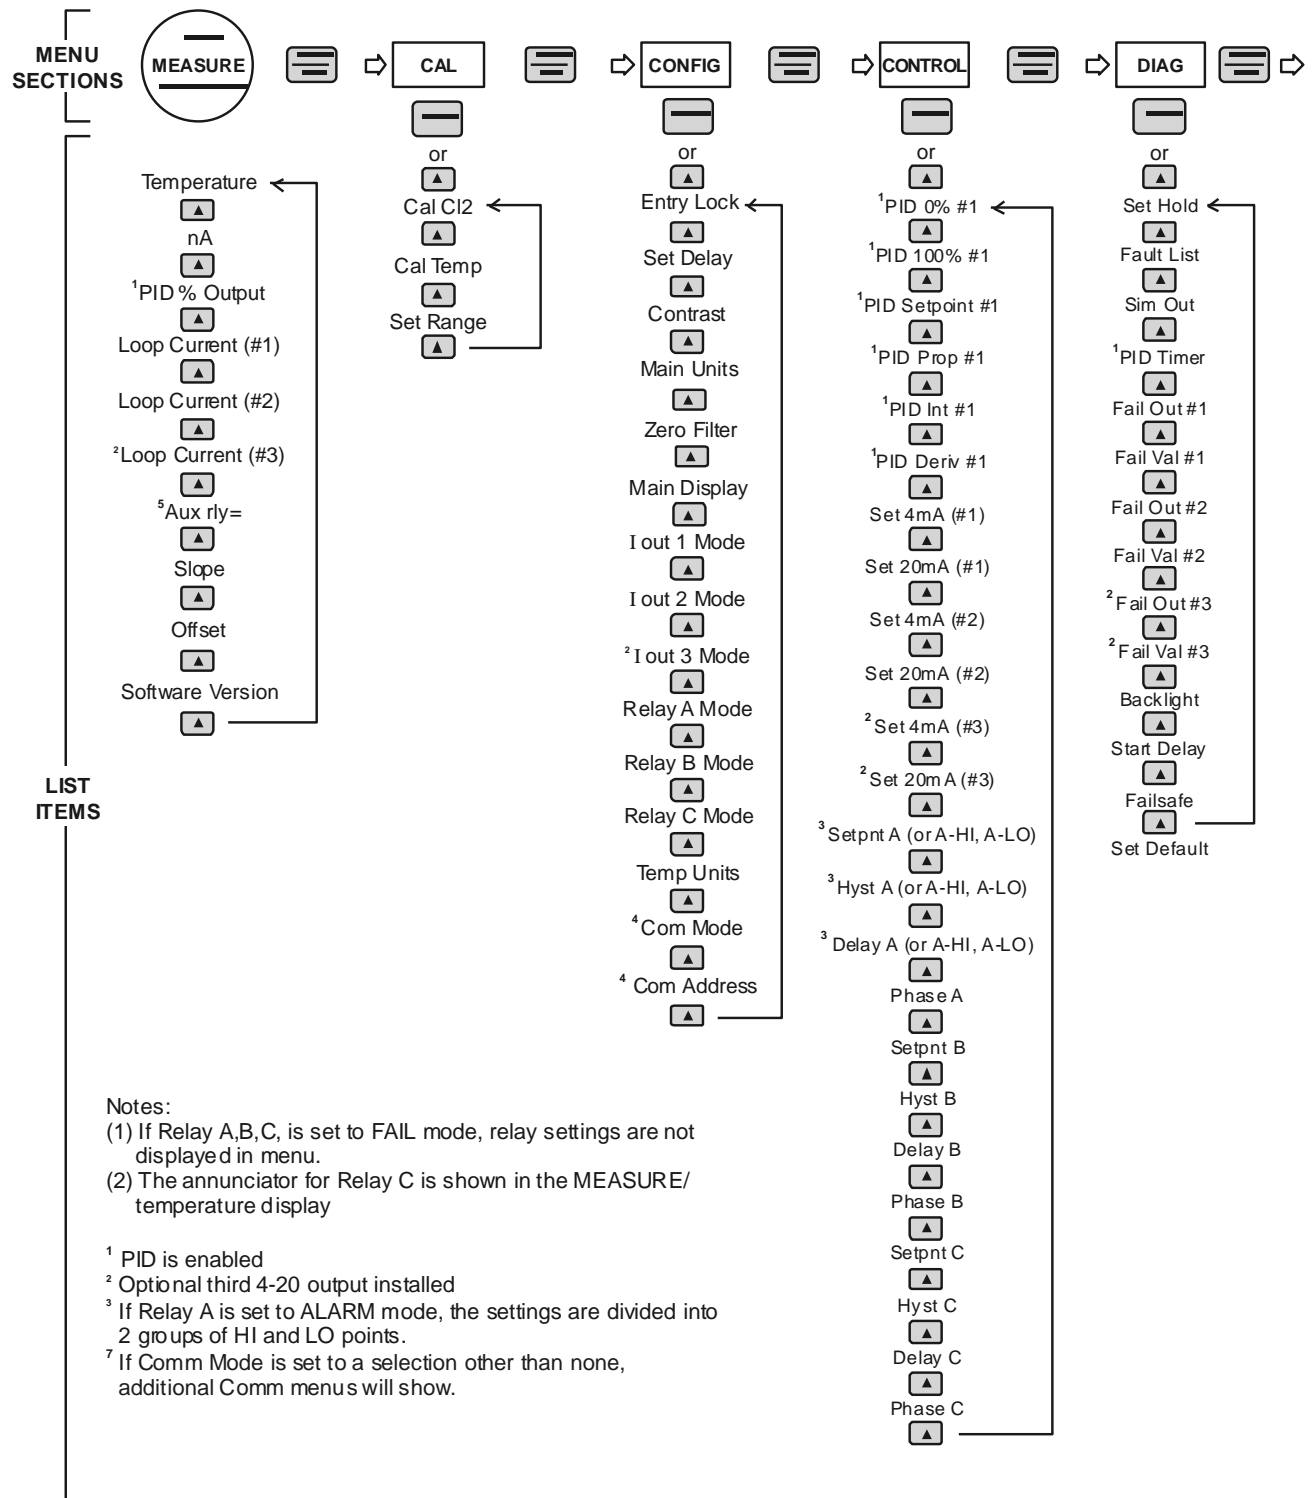 MENU
SECTIONS
MEASURE
CAL
CONFIG
CONTROL
DIAG
LIST
ITEMS
Temperature
nA
¹PID % Output
Loop Current (#1)
Loop Current (#2)
²Loop Current (#3)
⁵Aux rly=
Slope
Offset
Software Version
or
Cal Cl2
Cal Temp
Set Range
or
Entry Lock
Set Delay
Contrast
Main Units
Zero Filter
Main Display
I out 1 Mode
I out 2 Mode
² I out 3 Mode
Relay A Mode
Relay B Mode
Relay C Mode
Temp Units
⁴Com Mode
⁴ Com Address
or
¹PID 0% #1
¹PID 100% #1
¹PID Setpoint #1
¹PID Prop #1
¹PID Int #1
¹PID Deriv #1
Set 4mA (#1)
Set 20mA (#1)
Set 4mA (#2)
Set 20mA (#2)
² Set 4mA (#3)
² Set 20mA (#3)
³ Setpnt A (or A-HI, A-LO)
³ Hyst A (or A-HI, A-LO)
³ Delay A (or A-HI, A-LO)
Phase A
Setpnt B
Hyst B
Delay B
Phase B
Setpnt C
Hyst C
Delay C
Phase C
or
Set Hold
Fault List
Sim Out
¹PID Timer
Fail Out #1
Fail Val #1
Fail Out #2
Fail Val #2
² Fail Out #3
² Fail Val #3
Backlight
Start Delay
Failsafe
Set Default
Notes:
(1) If Relay A,B,C, is set to FAIL mode, relay settings are not
displayed in menu.
(2) The annunciator for Relay C is shown in the MEASURE/
temperature display
¹ PID is enabled
² Optional third 4-20 output installed
³ If Relay A is set to ALARM mode, the settings are divided into
2 groups of HI and LO points.
⁷ If Comm Mode is set to a selection other than none,
additional Comm menus will show.